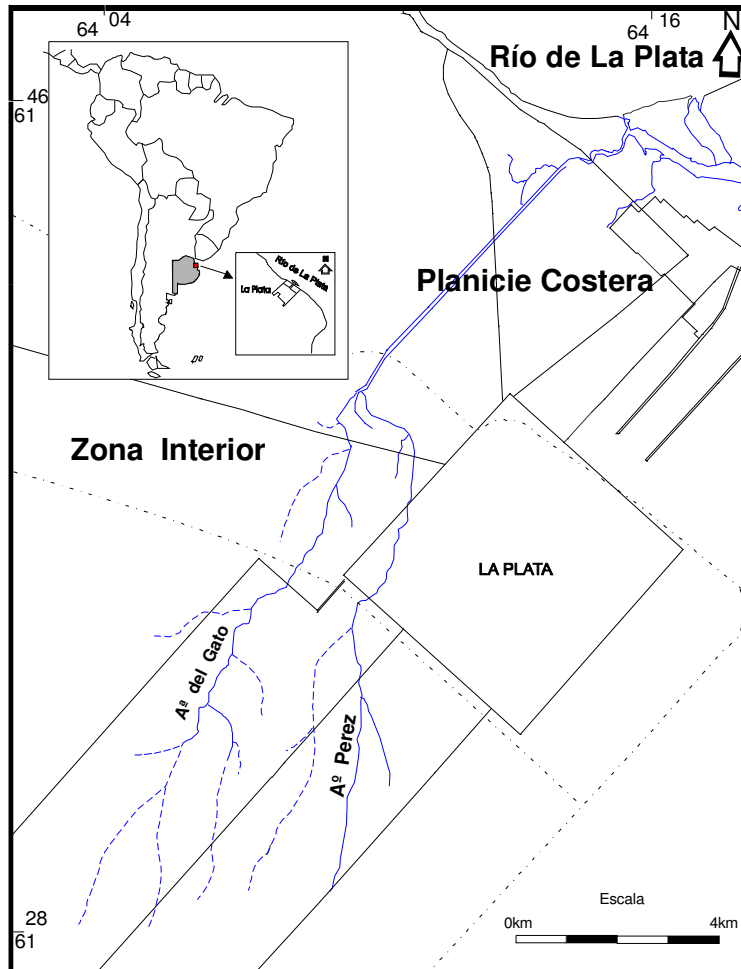 64 04
64 16
N
Río de La Plata
46
61
Río de La Plata
N
La Plata
Planicie Costera
Zona Interior
LA PLATA
Aª del Gato
Aº Perez
Escala
0km 4km
28
61